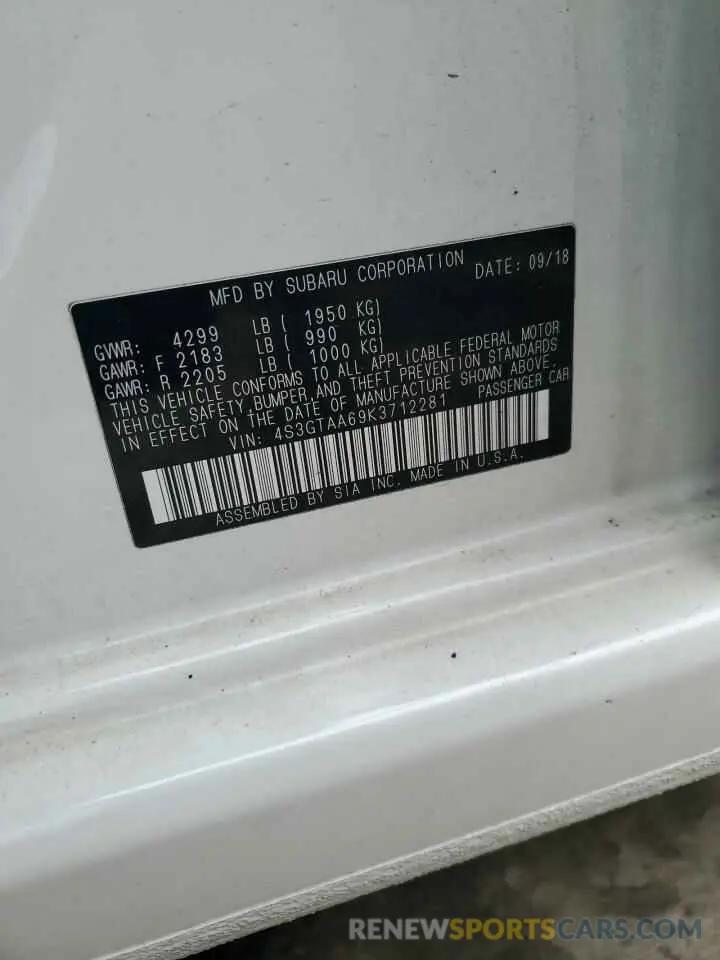 MFD BY SUBARU CORPORATION DATE: 09/18
GVWR: 4299 LB ( 1950 KG)
GAWR: F 2183 LB ( 990 KG)
GAWR: R 2205 LB ( 1000 KG)
THIS VEHICLE CONFORMS TO ALL APPLICABLE FEDERAL MOTOR
VEHICLE SAFETY, BUMPER, AND THEFT PREVENTION STANDARDS
IN EFFECT ON THE DATE OF MANUFACTURE SHOWN ABOVE.
VIN: 4S3GTAA69K3712281 PASSENGER CAR
ASSEMBLED BY SIA INC. MADE IN U.S.A.
RENEWSPORTSCARS.COM